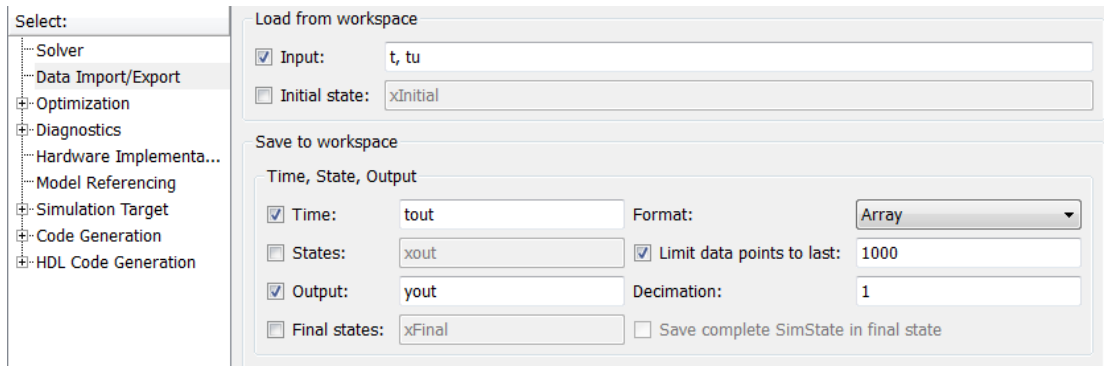 Select:
Solver
Data Import/Export
Optimization
Diagnostics
Hardware Implementa...
Model Referencing
Simulation Target
Code Generation
HDL Code Generation
Load from workspace
Input: t, tu
Initial state: xInitial
Save to workspace
Time, State, Output
Time: tout Format: Array
States: xout Limit data points to last: 1000
Output: yout Decimation: 1
Final states: xFinal Save complete SimState in final state